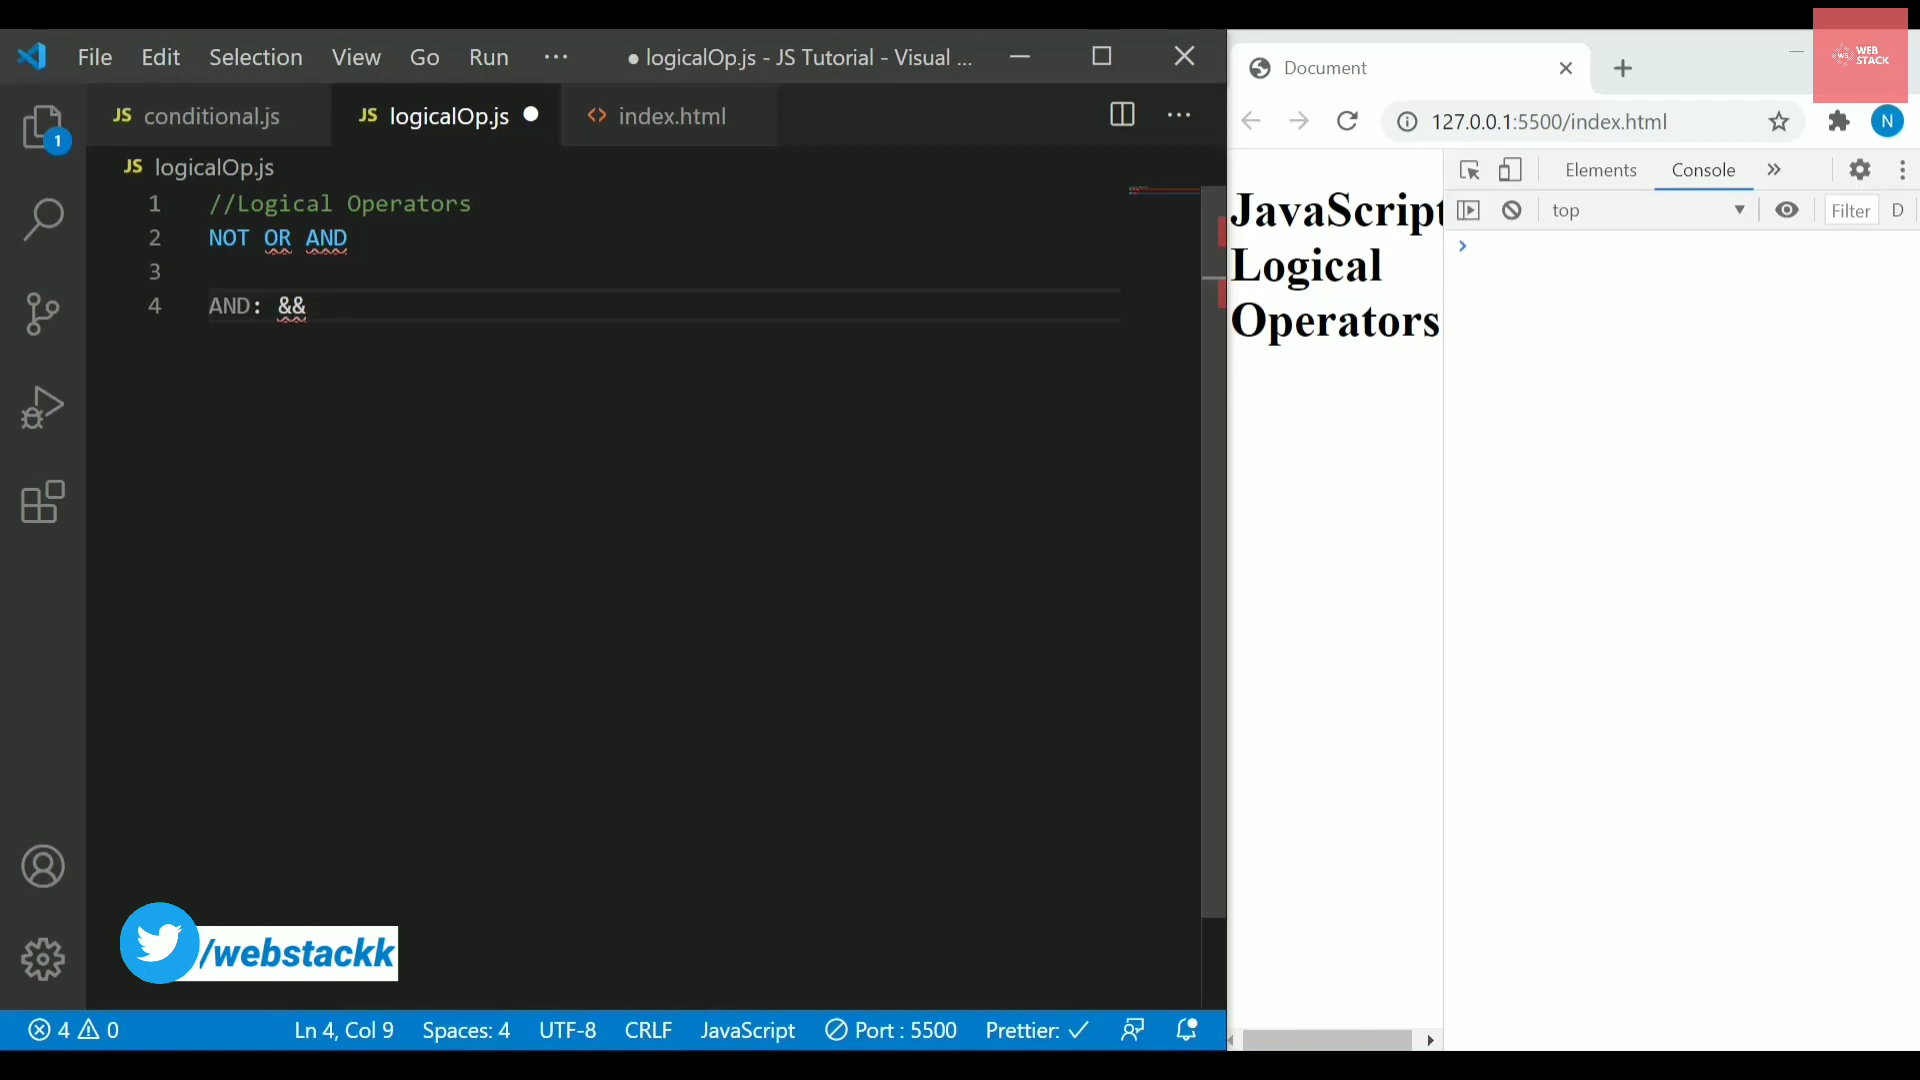 File Edit Selection View Go Run ··· ● logicalOp.js - JS Tutorial - Visual ...
JS conditional.js JS logicalOp.js ● <> index.html ···
JS logicalOp.js
1 //Logical Operators
2 NOT OR AND
3
4 AND: &&
1
/webstackk
4 0 Ln 4, Col 9 Spaces: 4 UTF-8 CRLF JavaScript Port : 5500 Prettier: ✓
Document
WS WEB
STACK
127.0.0.1:5500/index.html N
JavaScript
Logical
Operators
Elements Console »
top Filter D
>